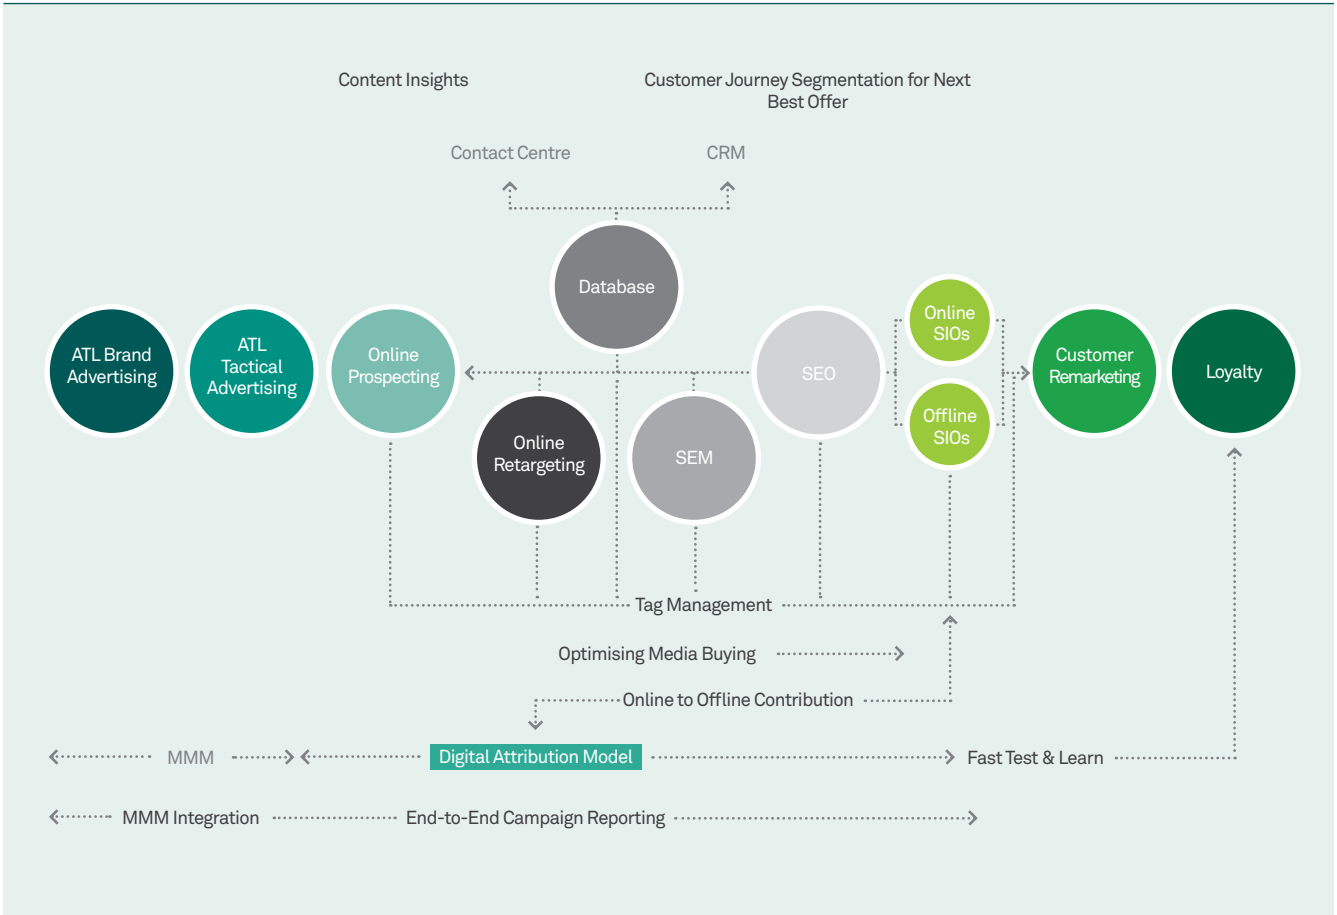 Content Insights
Customer Journey Segmentation for Next
Best Offer
Contact Centre
CRM
Database
ATL Brand
Advertising
ATL
Tactical
Advertising
Online
Prospecting
Online
Retargeting
SEM
SEO
Online
SIOs
Offline
SIOs
Customer
Remarketing
Loyalty
Tag Management
Optimising Media Buying
Online to Offline Contribution
MMM
Digital Attribution Model
Fast Test & Learn
MMM Integration
End-to-End Campaign Reporting